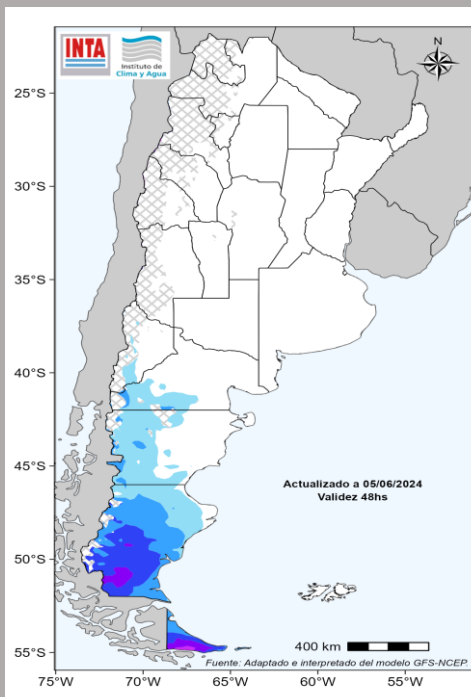 INTA
Instituto de
Clima y Agua
N
25°S
30°S
35°S
40°S
45°S
50°S
55°S
Actualizado a 05/06/2024
Validez 48hs
400 km
Fuente: Adaptado e interpretado del modelo GFS-NCEP.
75°W
70°W
65°W
60°W
55°W